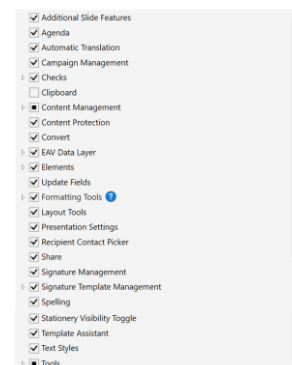 Additional Slide Features
Agenda
Automatic Translation
Campaign Management
Checks
Clipboard
Content Management
Content Protection
Convert
EAV Data Layer
Elements
Update Fields
Formatting Tools ?
Layout Tools
Presentation Settings
Recipient Contact Picker
Share
Signature Management
Signature Template Management
Spelling
Stationery Visibility Toggle
Template Assistant
Text Styles
Tools